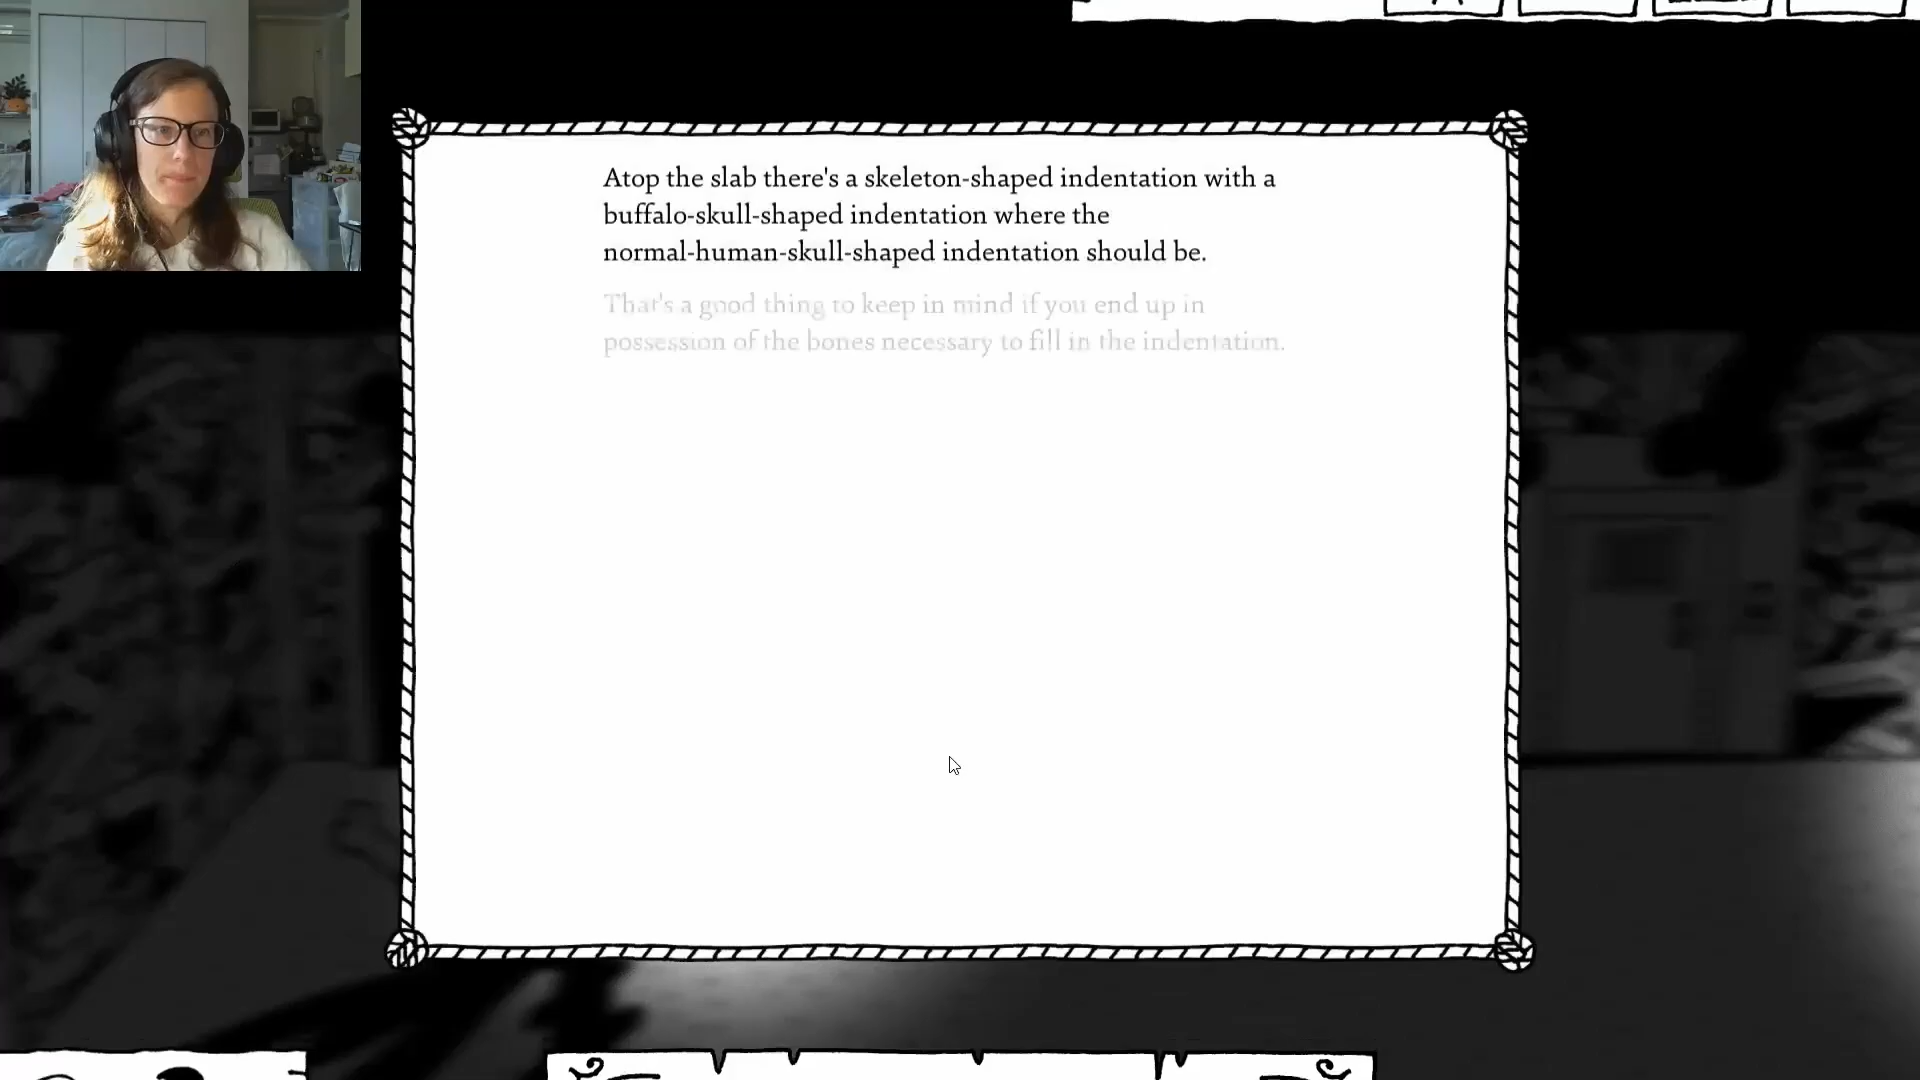 Atop the slab there's a skeleton-shaped indentation with a
buffalo-skull-shaped indentation where the
normal-human-skull-shaped indentation should be.
That's a good thing to keep in mind if you end up in
possession of the bones necessary to fill in the indentation.